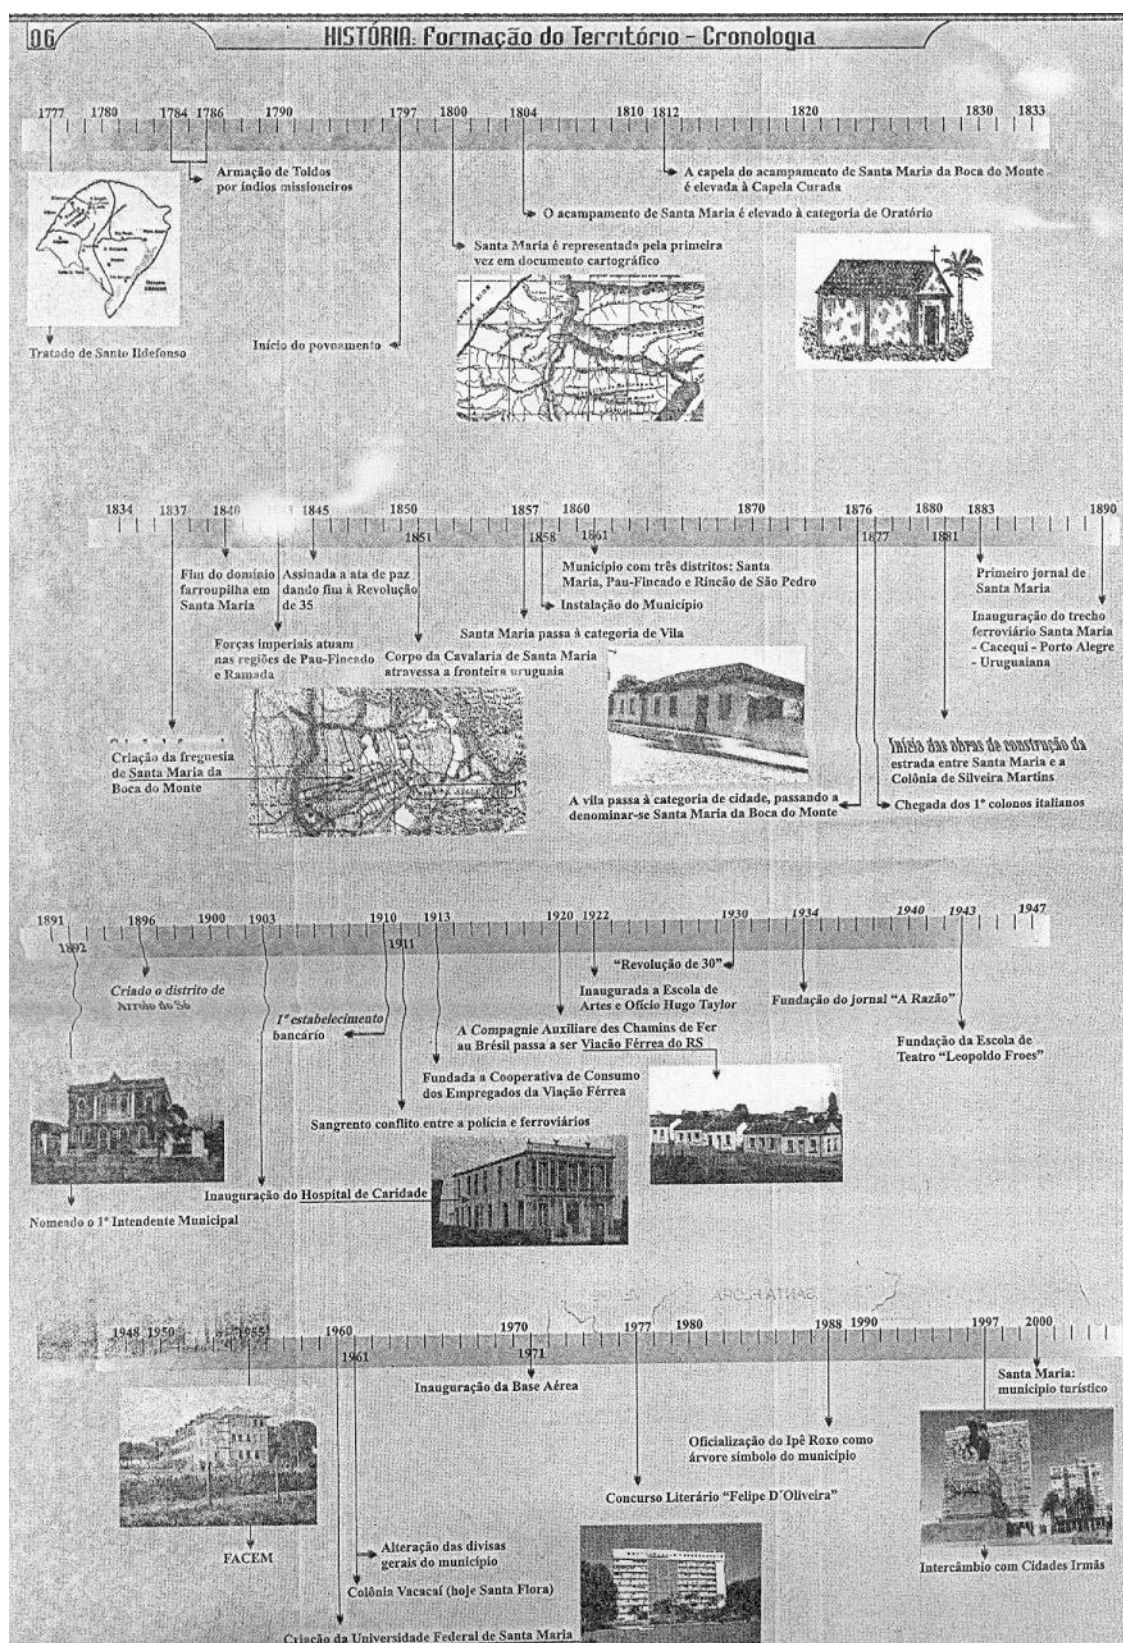 06
HISTÓRIA: Formação do Território - Cronologia
1777 1780 1784 1786 1790 1797 1800 1804 1810 1812 1820 1830 1833
Armação de Toldos
por índios missioneiros
A capela do acampamento de Santa Maria da Boca do Monte
é elevada à Capela Curada
O acampamento de Santa Maria é elevado à categoria de Oratório
Santa Maria é representada pela primeira
vez em documento cartográfico
Início do povoamento
Tratado de Santo Ildefonso
1834 1837 1840 1845 1850 1857 1860 1870 1876 1880 1883 1890
1851 1858 1861 1877 1881
Fim do domínio
farroupilha em
Santa Maria
Assinada a ata de paz
dando fim à Revolução
de 35
Município com três distritos: Santa
Maria, Pau-Fincado e Rincão de São Pedro
Primeiro jornal de
Santa Maria
Instalação do Município
Inauguração do trecho
ferroviário Santa Maria
- Cacequi - Porto Alegre
- Uruguaiana
Santa Maria passa à categoria de Vila
Forças imperiais atuam
nas regiões de Pau-Fincado
e Ramada
Corpo da Cavalaria de Santa Maria
atravessa a fronteira uruguaia
Criação da freguesia
de Santa Maria da
Boca do Monte
Início das obras de construção da
estrada entre Santa Maria e a
Colônia de Silveira Martins
A vila passa à categoria de cidade, passando a
denominar-se Santa Maria da Boca do Monte
Chegada dos 1º colonos italianos
1891 1896 1900 1903 1910 1913 1920 1922 1930 1934 1940 1943 1947
1892 1911
"Revolução de 30"
Criado o distrito de
Arroio do Só
Inaugurada a Escola de
Artes e Ofício Hugo Taylor
Fundação do jornal "A Razão"
1º estabelecimento
bancário
A Compagnie Auxiliare des Chamins de Fer
au Brésil passa a ser Viação Férrea do RS
Fundação da Escola de
Teatro "Leopoldo Froes"
Fundada a Cooperativa de Consumo
dos Empregados da Viação Férrea
Sangrento conflito entre a polícia e ferroviários
Inauguração do Hospital de Caridade
Nomeado o 1º Intendente Municipal
1948 1950 1955 1960 1970 1977 1980 1988 1990 1997 2000
1961 1971
Inauguração da Base Aérea
Santa Maria:
município turístico
Oficialização do Ipê Roxo como
árvore símbolo do município
Concurso Literário "Felipe D´Oliveira"
FACEM
Alteração das divisas
gerais do município
Intercâmbio com Cidades Irmãs
Colônia Vacacaí (hoje Santa Flora)
Criação da Universidade Federal de Santa Maria